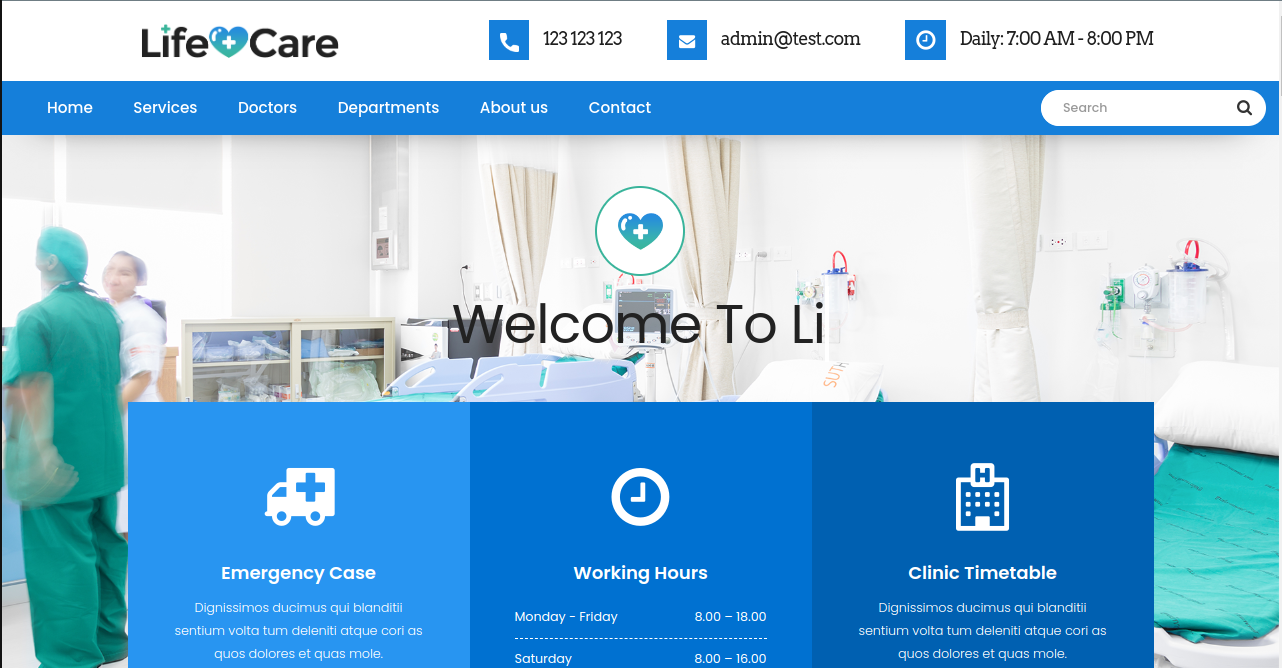 Life Care
123 123 123
admin@test.com
Daily: 7:00 AM - 8:00 PM
Home
Services
Doctors
Departments
About us
Contact
Search
Welcome To Li
SUTH
Emergency Case
Dignissimos ducimus qui blanditii
sentium volta tum deleniti atque cori as
quos dolores et quas mole.
Working Hours
Monday - Friday 8.00 – 18.00
Saturday 8.00 – 16.00
H
Clinic Timetable
Dignissimos ducimus qui blanditii
sentium volta tum deleniti atque cori as
quos dolores et quas mole.